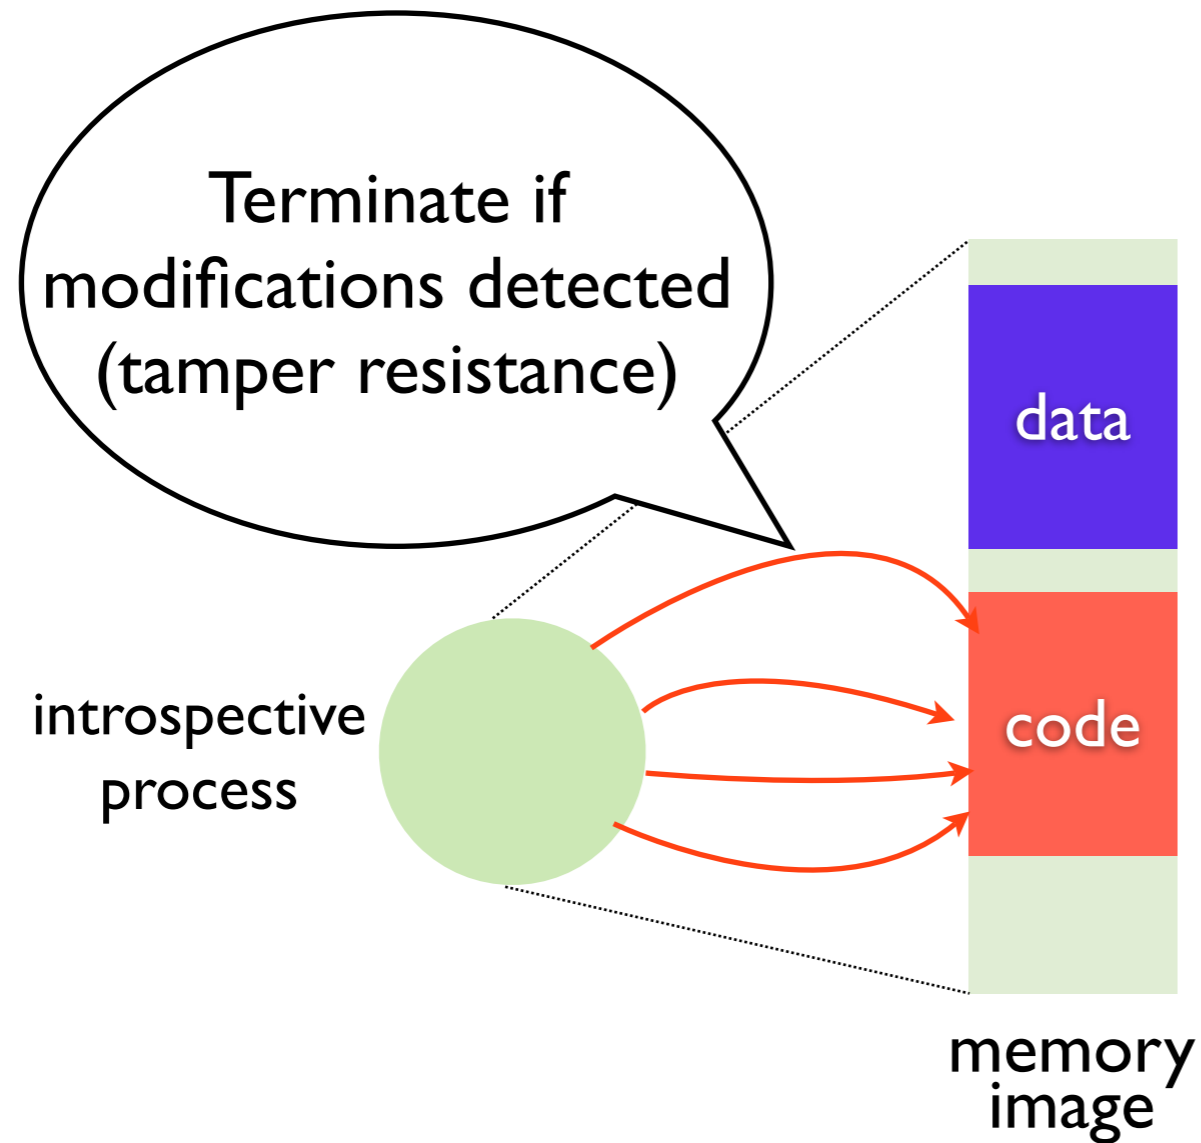 Terminate if
modifications detected
(tamper resistance)
data
introspective
process
code
memory
image